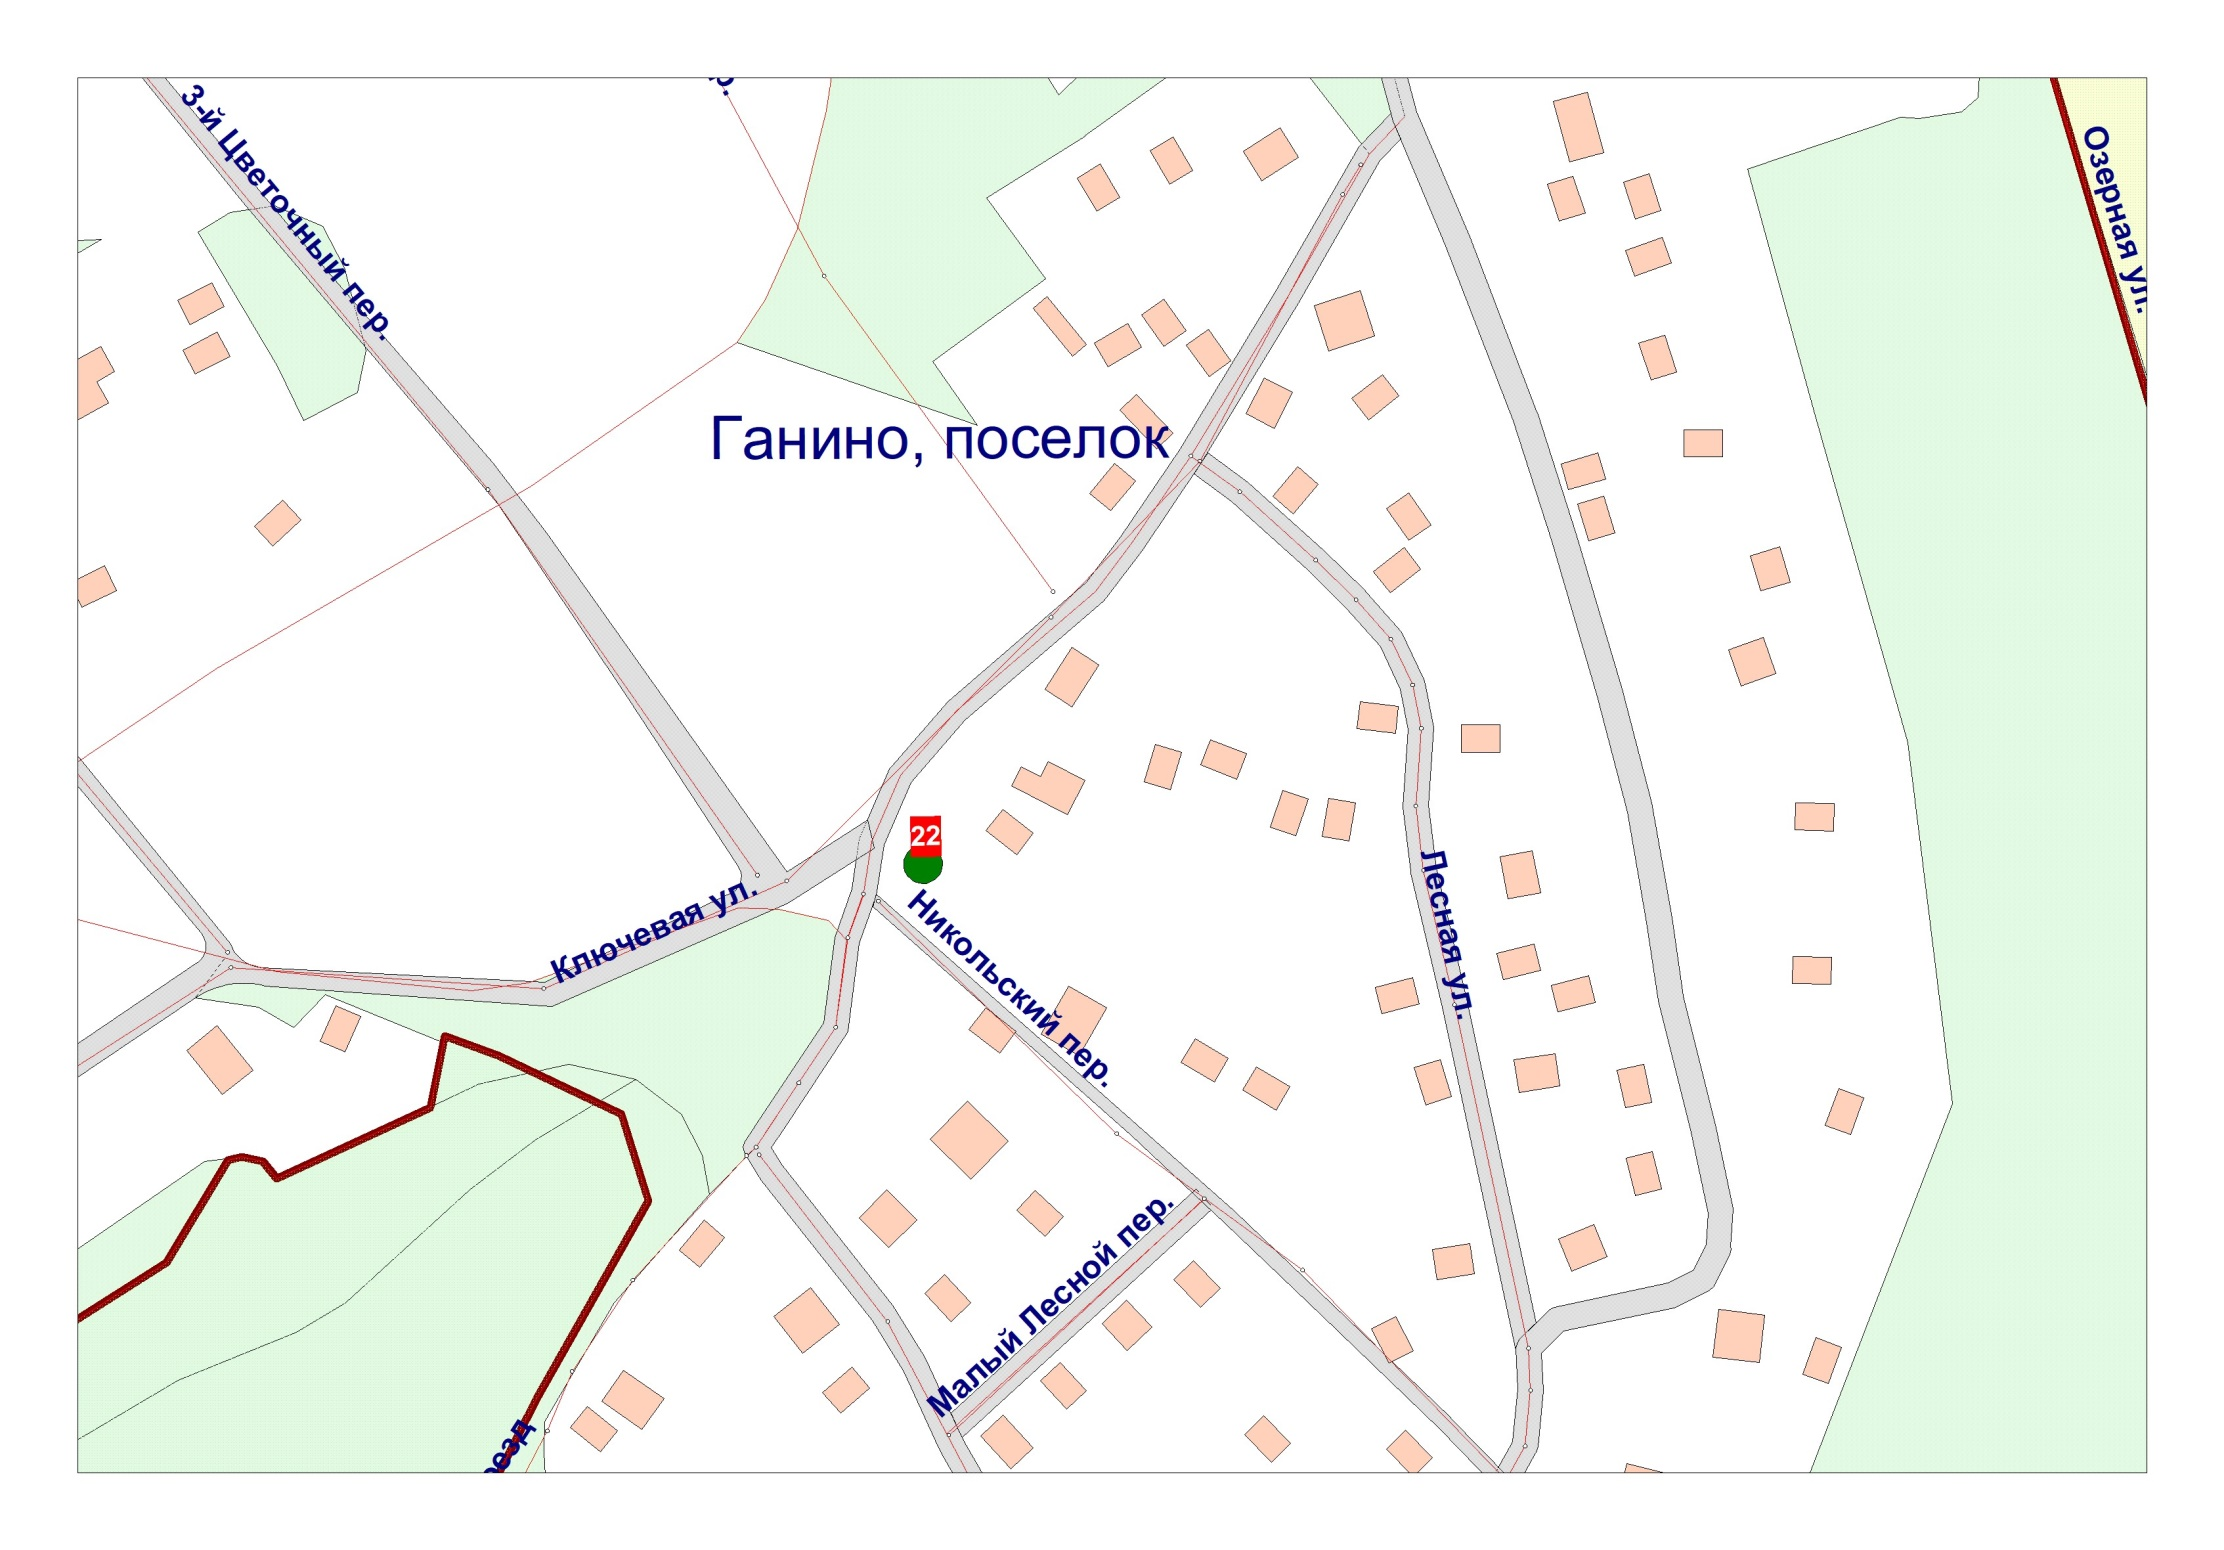 3-й Цветочный пер.
Озерная ул.
Ганино, поселок
22
Ключевая ул.
Никольский пер.
Лесная ул.
Малый Лесной пер.